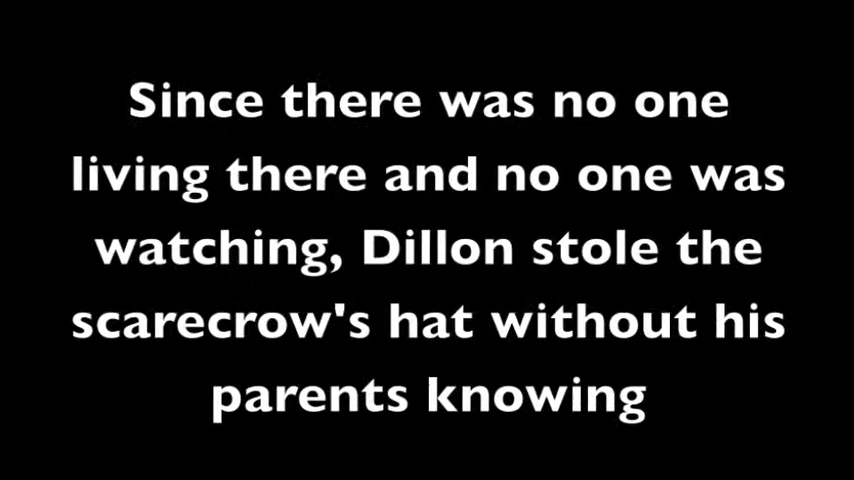 Since there was no one
living there and no one was
watching, Dillon stole the
scarecrow's hat without his
parents knowing